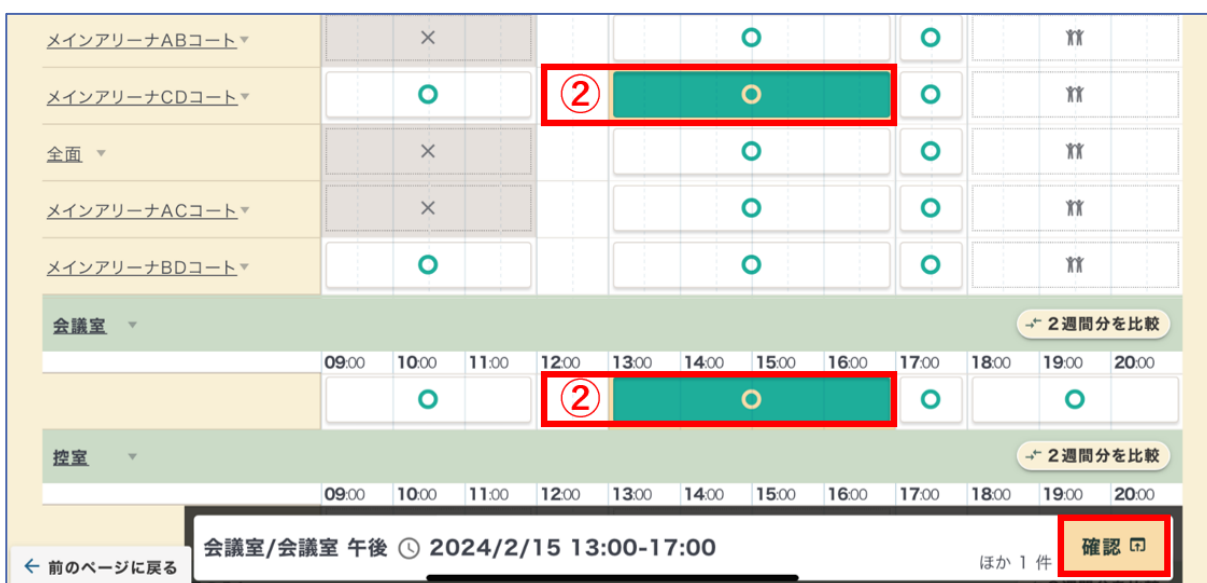 メインアリーナABコート
メインアリーナCDコート ②
全面
メインアリーナACコート
メインアリーナBDコート
会議室 2週間分を比較
09:00 10:00 11:00 12:00 13:00 14:00 15:00 16:00 17:00 18:00 19:00 20:00
②
控室 2週間分を比較
09:00 10:00 11:00 12:00 13:00 14:00 15:00 16:00 17:00 18:00 19:00 20:00
会議室/会議室 午後 2024/2/15 13:00-17:00
ほか 1 件
確認
← 前のページに戻る